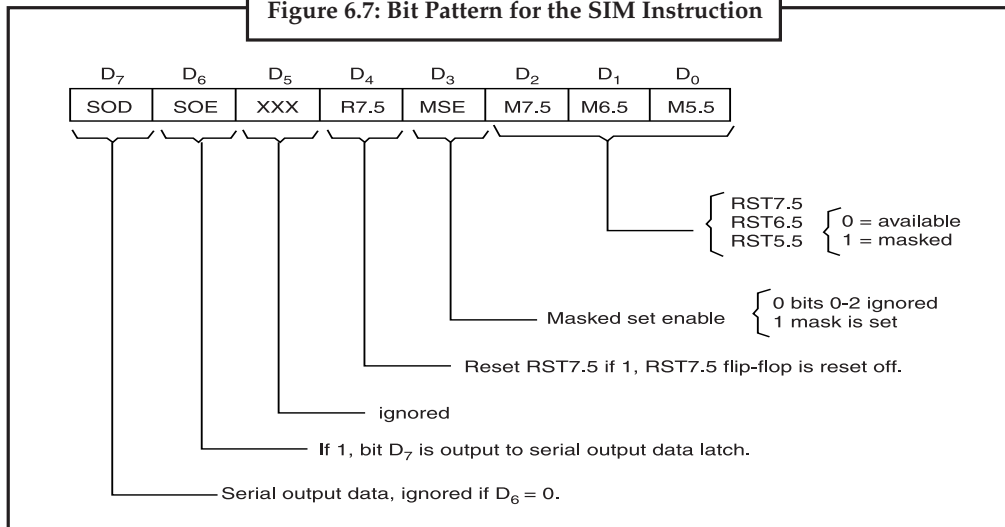 Figure 6.7: Bit Pattern for the SIM Instruction
D7 D6 D5 D4 D3 D2 D1 D0
SOD SOE XXX R7.5 MSE M7.5 M6.5 M5.5
RST7.5
RST6.5
RST5.5
0 = available
1 = masked
Masked set enable
0 bits 0-2 ignored
1 mask is set
Reset RST7.5 if 1, RST7.5 flip-flop is reset off.
ignored
If 1, bit D7 is output to serial output data latch.
Serial output data, ignored if D6 = 0.